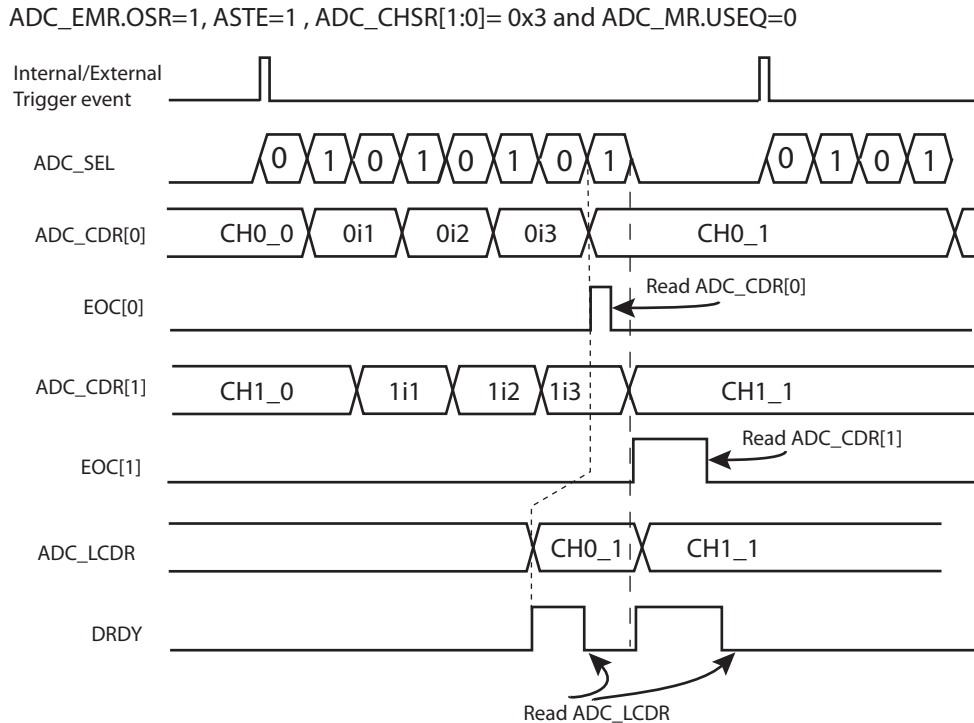 ADC_EMR.OSR=1, ASTE=1 , ADC_CHSR[1:0]= 0x3 and ADC_MR.USEQ=0
Internal/External
Trigger event
ADC_SEL 0 1 0 1 0 1 0 1 0 1 0 1
ADC_CDR[0] CH0_0 0i1 0i2 0i3 CH0_1
EOC[0] Read ADC_CDR[0]
ADC_CDR[1] CH1_0 1i1 1i2 1i3 CH1_1
EOC[1] Read ADC_CDR[1]
ADC_LCDR CH0_1 CH1_1
DRDY
Read ADC_LCDR